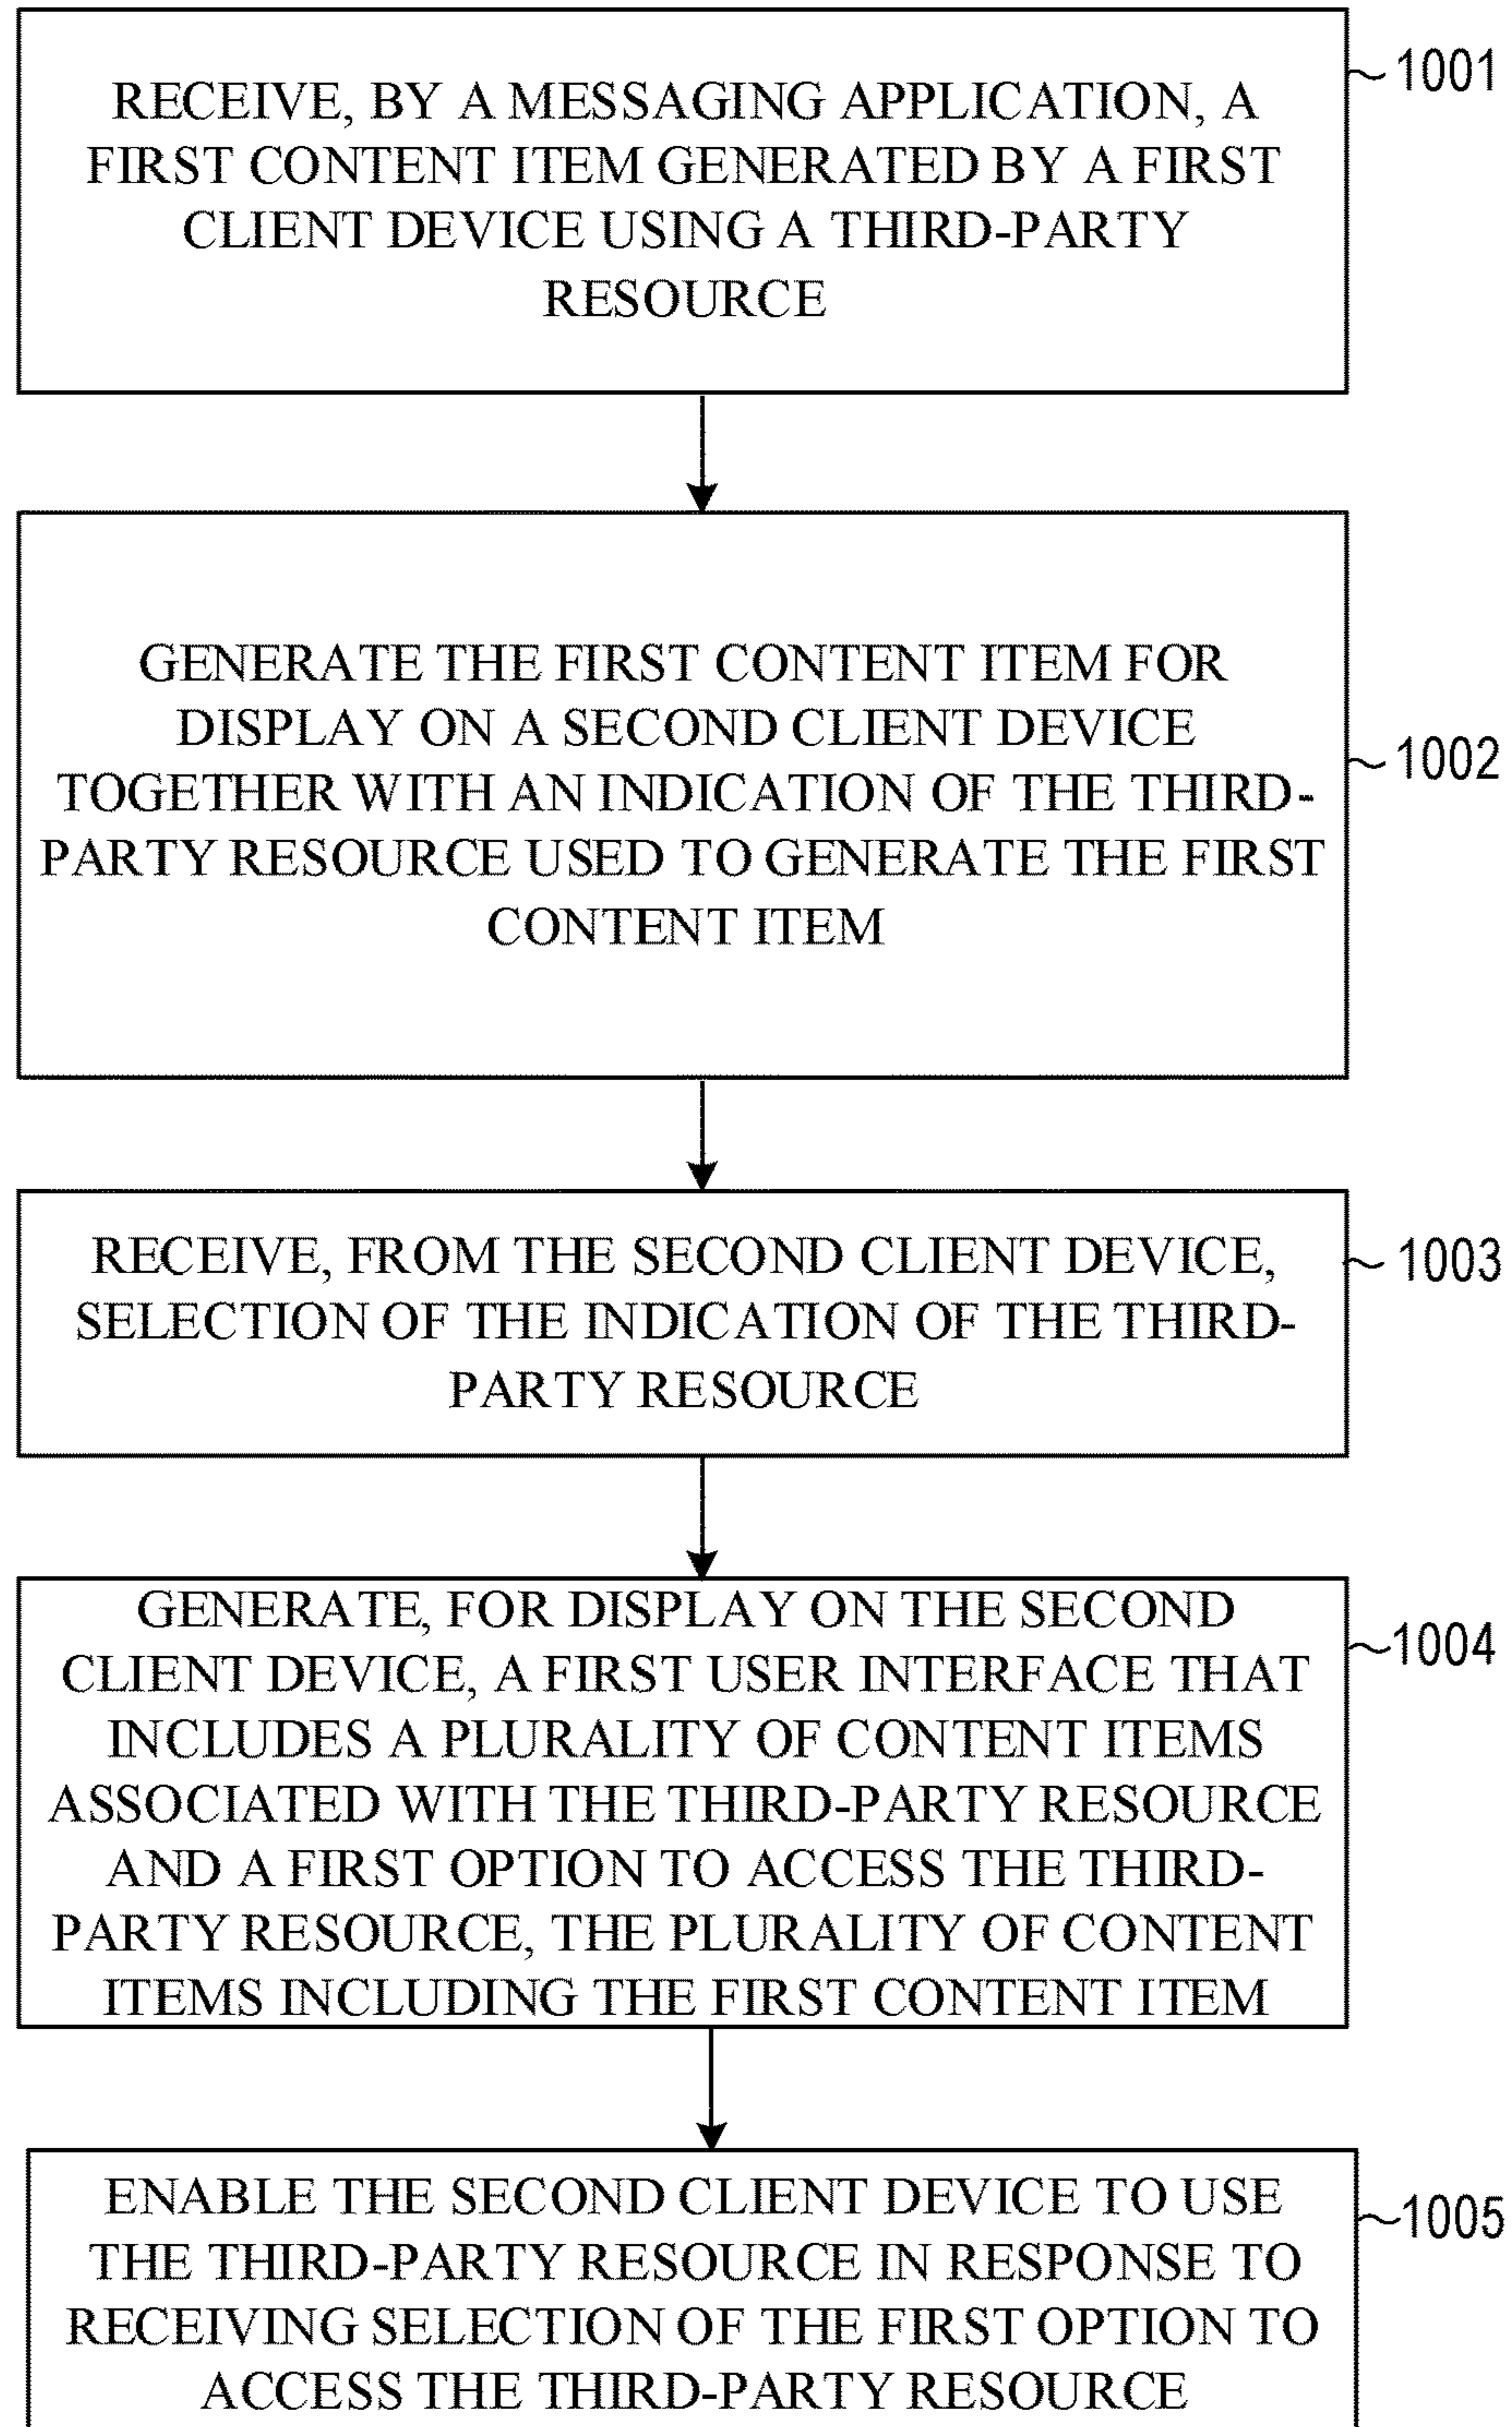 RECEIVE, BY A MESSAGING APPLICATION, A
FIRST CONTENT ITEM GENERATED BY A FIRST
CLIENT DEVICE USING A THIRD-PARTY
RESOURCE
1001
GENERATE THE FIRST CONTENT ITEM FOR
DISPLAY ON A SECOND CLIENT DEVICE
TOGETHER WITH AN INDICATION OF THE THIRD-
PARTY RESOURCE USED TO GENERATE THE FIRST
CONTENT ITEM
1002
RECEIVE, FROM THE SECOND CLIENT DEVICE,
SELECTION OF THE INDICATION OF THE THIRD-
PARTY RESOURCE
1003
GENERATE, FOR DISPLAY ON THE SECOND
CLIENT DEVICE, A FIRST USER INTERFACE THAT
INCLUDES A PLURALITY OF CONTENT ITEMS
ASSOCIATED WITH THE THIRD-PARTY RESOURCE
AND A FIRST OPTION TO ACCESS THE THIRD-
PARTY RESOURCE, THE PLURALITY OF CONTENT
ITEMS INCLUDING THE FIRST CONTENT ITEM
1004
ENABLE THE SECOND CLIENT DEVICE TO USE
THE THIRD-PARTY RESOURCE IN RESPONSE TO
RECEIVING SELECTION OF THE FIRST OPTION TO
ACCESS THE THIRD-PARTY RESOURCE
1005